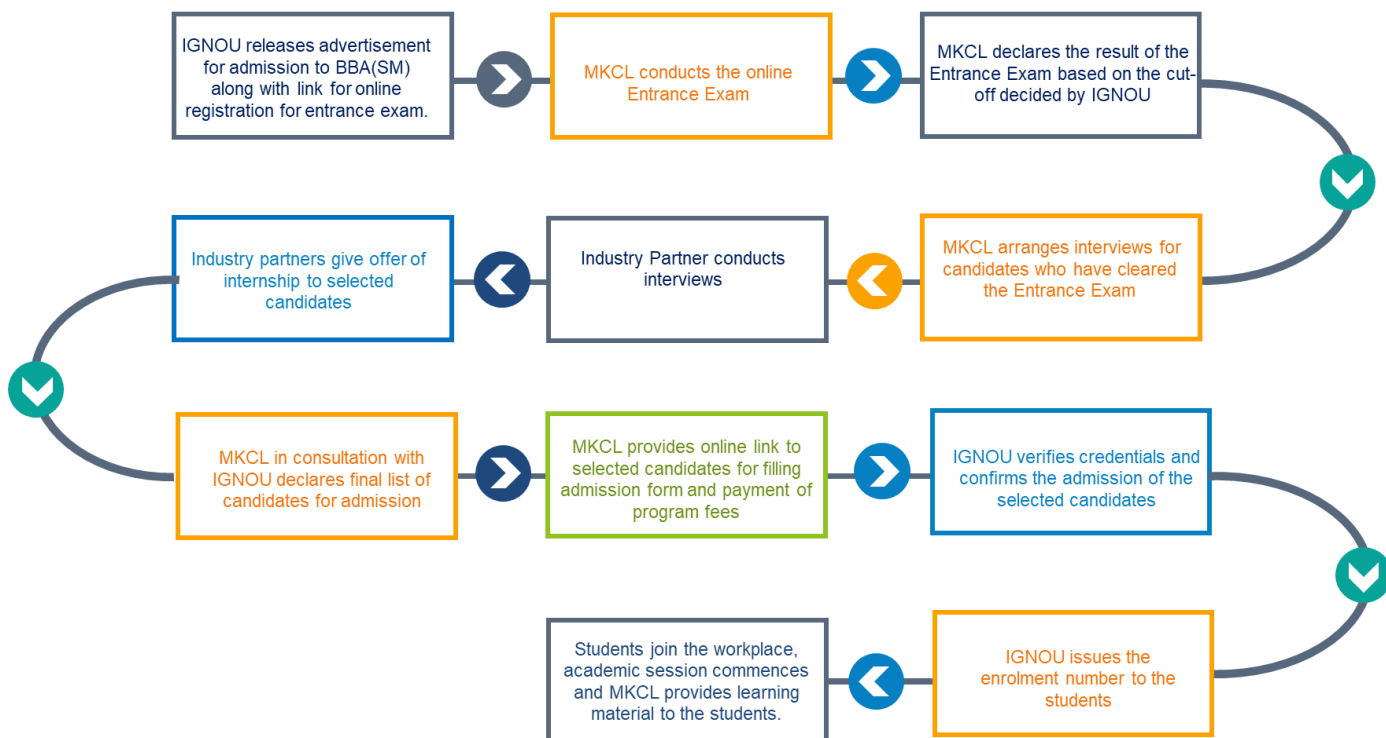 IGNOU releases advertisement
for admission to BBA(SM)
along with link for online
registration for entrance exam.
MKCL conducts the online
Entrance Exam
MKCL declares the result of the
Entrance Exam based on the cut-
off decided by IGNOU
MKCL arranges interviews for
candidates who have cleared
the Entrance Exam
Industry Partner conducts
interviews
Industry partners give offer of
internship to selected
candidates
MKCL in consultation with
IGNOU declares final list of
candidates for admission
MKCL provides online link to
selected candidates for filling
admission form and payment of
program fees
IGNOU verifies credentials and
confirms the admission of the
selected candidates
IGNOU issues the
enrolment number to the
students
Students join the workplace,
academic session commences
and MKCL provides learning
material to the students.